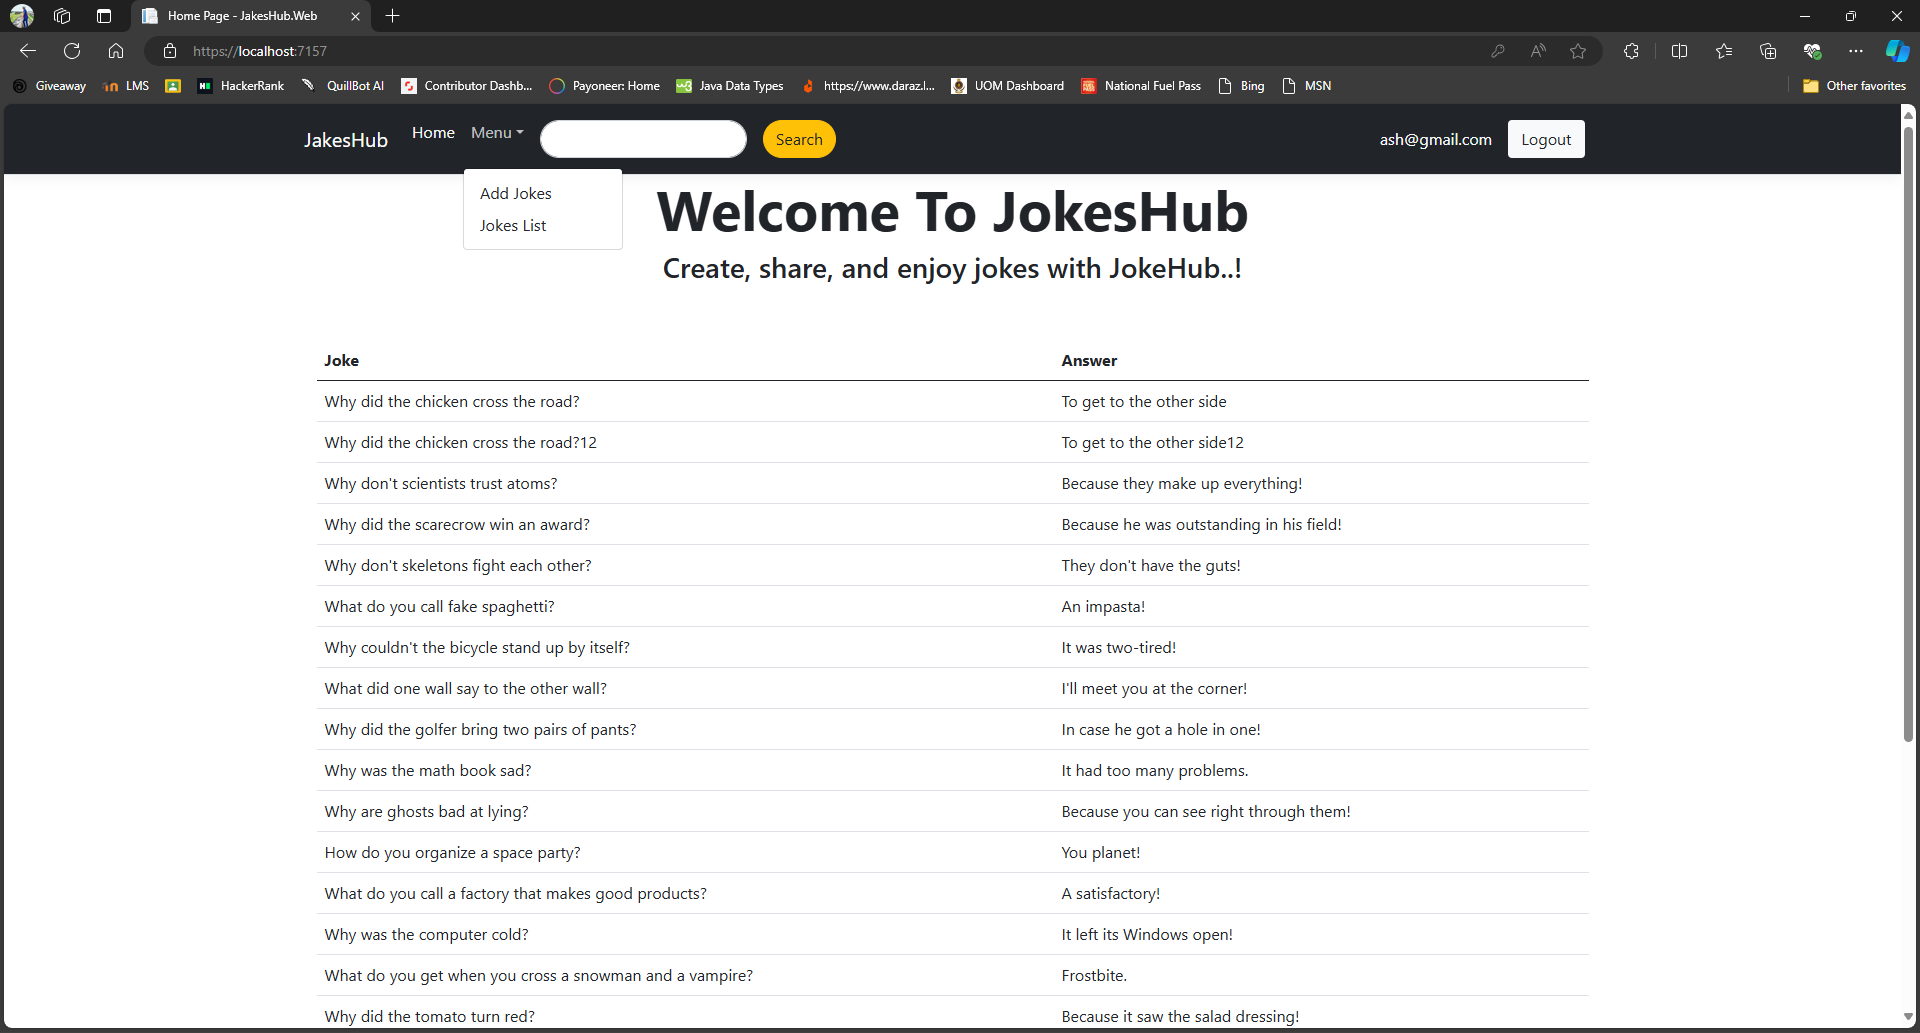 Home Page - JakesHub.Web
https://localhost:7157
Giveaway LMS HackerRank QuillBot AI Contributor Dashb... Payoneer: Home Java Data Types https://www.daraz.l... UOM Dashboard National Fuel Pass Bing MSN Other favorites
JakesHub Home Menu Search ash@gmail.com Logout
Add Jokes
Jokes List
Welcome To JokesHub
Create, share, and enjoy jokes with JokeHub..!
Joke Answer
Why did the chicken cross the road? To get to the other side
Why did the chicken cross the road?12 To get to the other side12
Why don't scientists trust atoms? Because they make up everything!
Why did the scarecrow win an award? Because he was outstanding in his field!
Why don't skeletons fight each other? They don't have the guts!
What do you call fake spaghetti? An impasta!
Why couldn't the bicycle stand up by itself? It was two-tired!
What did one wall say to the other wall? I'll meet you at the corner!
Why did the golfer bring two pairs of pants? In case he got a hole in one!
Why was the math book sad? It had too many problems.
Why are ghosts bad at lying? Because you can see right through them!
How do you organize a space party? You planet!
What do you call a factory that makes good products? A satisfactory!
Why was the computer cold? It left its Windows open!
What do you get when you cross a snowman and a vampire? Frostbite.
Why did the tomato turn red? Because it saw the salad dressing!